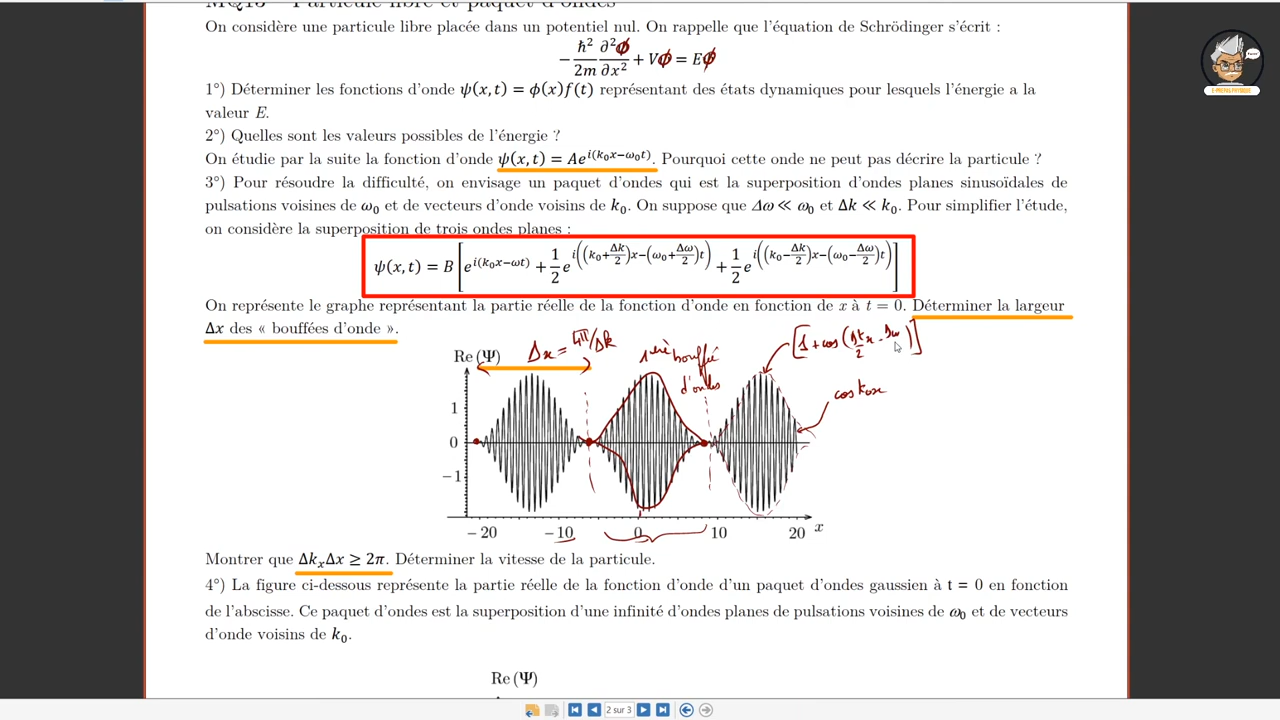 MQ15 – Particule libre et paquet d'ondes
On considère une particule libre placée dans un potentiel nul. On rappelle que l'équation de Schrödinger s'écrit :
−ħ²/2m ∂²ϕ/∂x² + Vϕ = Eϕ
1°) Déterminer les fonctions d'onde ψ(x,t) = ϕ(x)f(t) représentant des états dynamiques pour lesquels l'énergie a la
valeur E.
2°) Quelles sont les valeurs possibles de l'énergie ?
On étudie par la suite la fonction d'onde ψ(x,t) = Ae^{i(k₀x−ω₀t)}. Pourquoi cette onde ne peut pas décrire la particule ?
3°) Pour résoudre la difficulté, on envisage un paquet d'ondes qui est la superposition d'ondes planes sinusoïdales de
pulsations voisines de ω₀ et de vecteurs d'onde voisins de k₀. On suppose que Δω ≪ ω₀ et Δk ≪ k₀. Pour simplifier l'étude,
on considère la superposition de trois ondes planes :
ψ(x,t) = B [e^{i(k₀x−ωt)} + 1/2 e^{i((k₀+Δk/2)x−(ω₀+Δω/2)t)} + 1/2 e^{i((k₀−Δk/2)x−(ω₀−Δω/2)t)}]
On représente le graphe représentant la partie réelle de la fonction d'onde en fonction de x à t = 0. Déterminer la largeur
Δx des « bouffées d'onde ».
Re(Ψ)
Δx = 4π/Δk
1ère bouffée
d'ondes
[1 + cos(Δk/2 x − Δω)]
cos k₀x
1
0
−1
−20 −10 0 10 20 x
Montrer que ΔkₓΔx ≥ 2π. Déterminer la vitesse de la particule.
4°) La figure ci-dessous représente la partie réelle de la fonction d'onde d'un paquet d'ondes gaussien à t = 0 en fonction
de l'abscisse. Ce paquet d'ondes est la superposition d'une infinité d'ondes planes de pulsations voisines de ω₀ et de vecteurs
d'onde voisins de k₀.
Re(Ψ)
2 sur 3